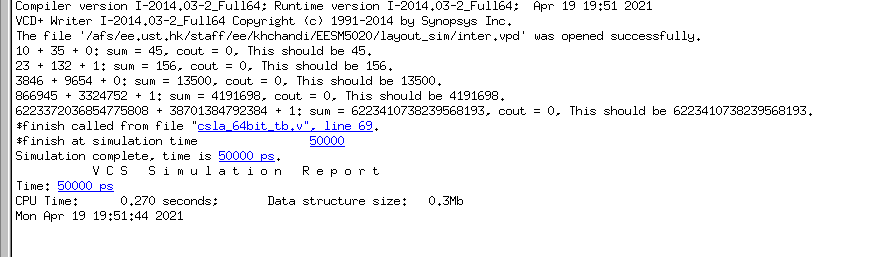 Compiler version I-2014.03-2_Full64; Runtime version I-2014.03-2_Full64;  Apr 19 19:51 2021
VCD+ Writer I-2014.03-2_Full64 Copyright (c) 1991-2014 by Synopsys Inc.
The file '/afs/ee.ust.hk/staff/ee/khchandi/EESM5020/layout_sim/inter.vpd' was opened successfully.
10 + 35 + 0: sum = 45, cout = 0, This should be 45.
23 + 132 + 1: sum = 156, cout = 0, This should be 156.
3846 + 9654 + 0: sum = 13500, cout = 0, This should be 13500.
866945 + 3324752 + 1: sum = 4191698, cout = 0, This should be 4191698.
6223372036854775808 + 38701384792384 + 1: sum = 6223410738239568193, cout = 0, This should be 6223410738239568193.
$finish called from file "csla_64bit_tb.v", line 69.
$finish at simulation time                50000
Simulation complete, time is 50000 ps.
V C S   S i m u l a t i o n   R e p o r t
Time: 50000 ps
CPU Time:      0.270 seconds;       Data structure size:   0.3Mb
Mon Apr 19 19:51:44 2021